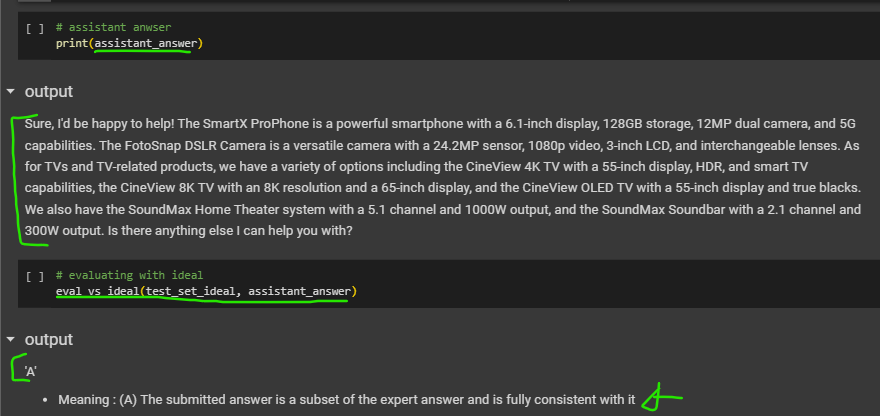 [ ] # assistant anwser
print(assistant_answer)
output
Sure, I'd be happy to help! The SmartX ProPhone is a powerful smartphone with a 6.1-inch display, 128GB storage, 12MP dual camera, and 5G
capabilities. The FotoSnap DSLR Camera is a versatile camera with a 24.2MP sensor, 1080p video, 3-inch LCD, and interchangeable lenses. As
for TVs and TV-related products, we have a variety of options including the CineView 4K TV with a 55-inch display, HDR, and smart TV
capabilities, the CineView 8K TV with an 8K resolution and a 65-inch display, and the CineView OLED TV with a 55-inch display and true blacks.
We also have the SoundMax Home Theater system with a 5.1 channel and 1000W output, and the SoundMax Soundbar with a 2.1 channel and
300W output. Is there anything else I can help you with?
[ ] # evaluating with ideal
eval_vs_ideal(test_set_ideal, assistant_answer)
output
'A'
• Meaning : (A) The submitted answer is a subset of the expert answer and is fully consistent with it